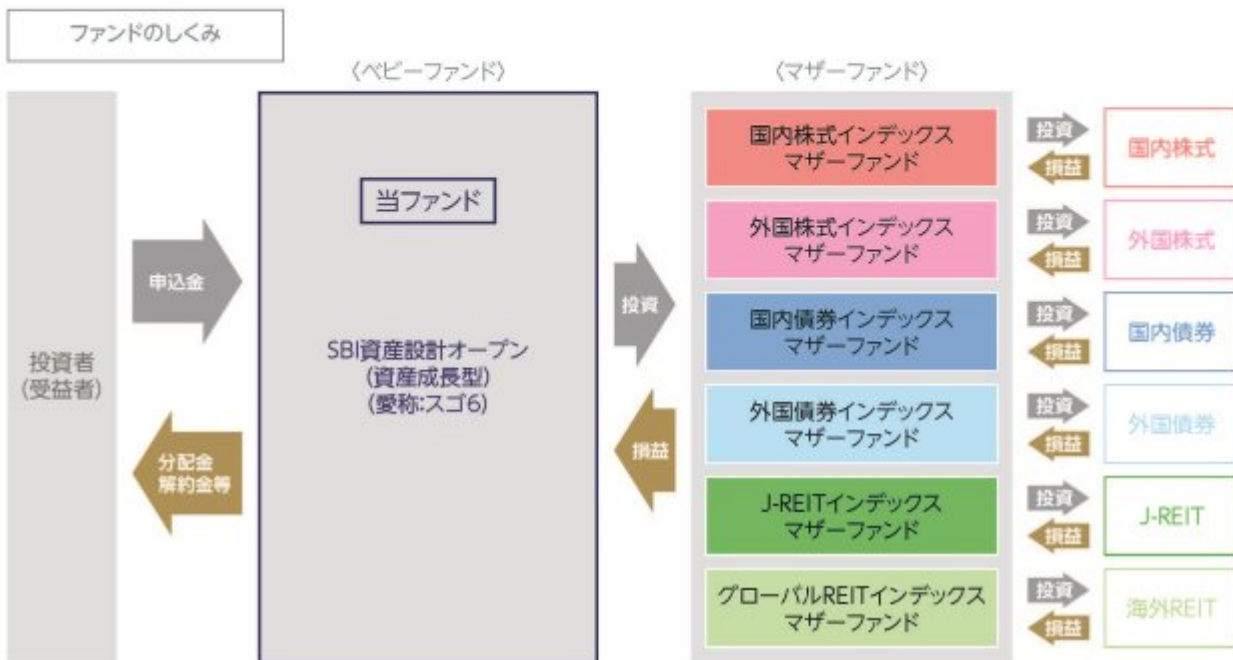 ファンドのしくみ
〈ベビーファンド〉
〈マザーファンド〉
投資者
(受益者)
申込金
分配金
解約金等
当ファンド
SBI資産設計オープン
(資産成長型)
(愛称:スゴ6)
投資
損益
国内株式インデックス
マザーファンド
投資
損益
国内株式
外国株式インデックス
マザーファンド
投資
損益
外国株式
国内債券インデックス
マザーファンド
投資
損益
国内債券
外国債券インデックス
マザーファンド
投資
損益
外国債券
J-REITインデックス
マザーファンド
投資
損益
J-REIT
グローバルREITインデックス
マザーファンド
投資
損益
海外REIT